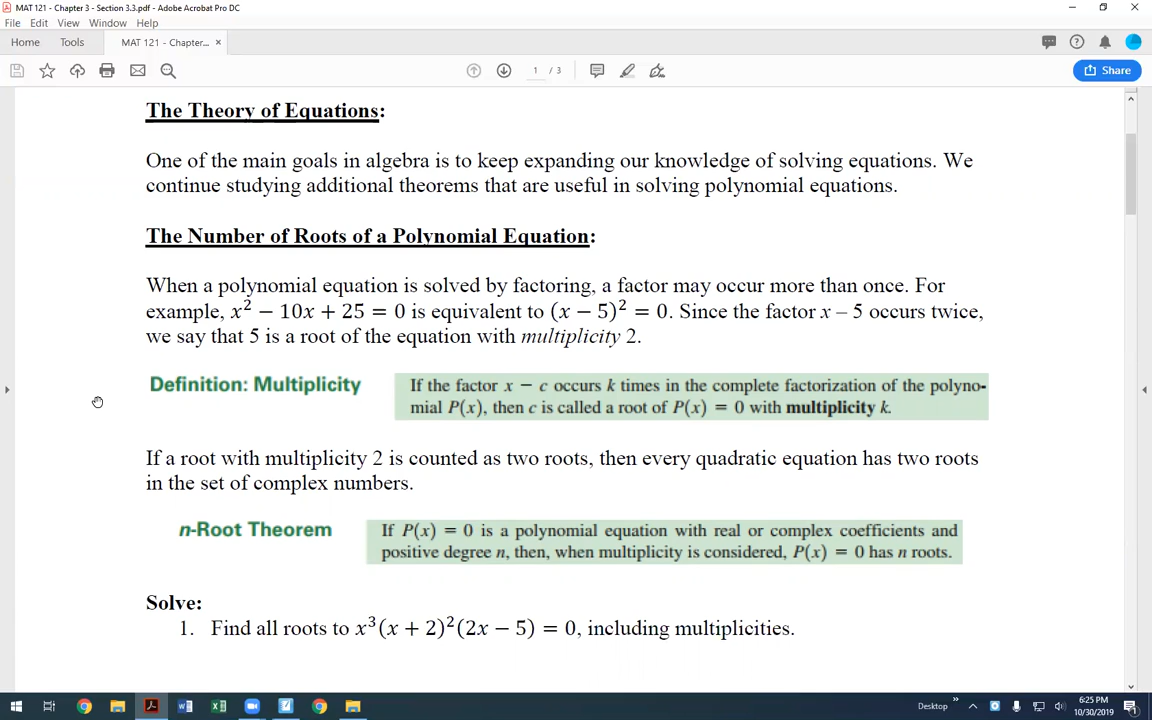 MAT 121 - Chapter 3 - Section 3.3.pdf - Adobe Acrobat Pro DC
File Edit View Window Help
Home Tools MAT 121 - Chapter... ×
1 / 3
Share
The Theory of Equations:
One of the main goals in algebra is to keep expanding our knowledge of solving equations. We
continue studying additional theorems that are useful in solving polynomial equations.
The Number of Roots of a Polynomial Equation:
When a polynomial equation is solved by factoring, a factor may occur more than once. For
example, x² − 10x + 25 = 0 is equivalent to (x − 5)² = 0. Since the factor x – 5 occurs twice,
we say that 5 is a root of the equation with multiplicity 2.
Definition: Multiplicity
If the factor x − c occurs k times in the complete factorization of the polyno-
mial P(x), then c is called a root of P(x) = 0 with multiplicity k.
If a root with multiplicity 2 is counted as two roots, then every quadratic equation has two roots
in the set of complex numbers.
n-Root Theorem
If P(x) = 0 is a polynomial equation with real or complex coefficients and
positive degree n, then, when multiplicity is considered, P(x) = 0 has n roots.
Solve:
1. Find all roots to x³(x + 2)²(2x − 5) = 0, including multiplicities.
Desktop
6:25 PM
10/30/2019